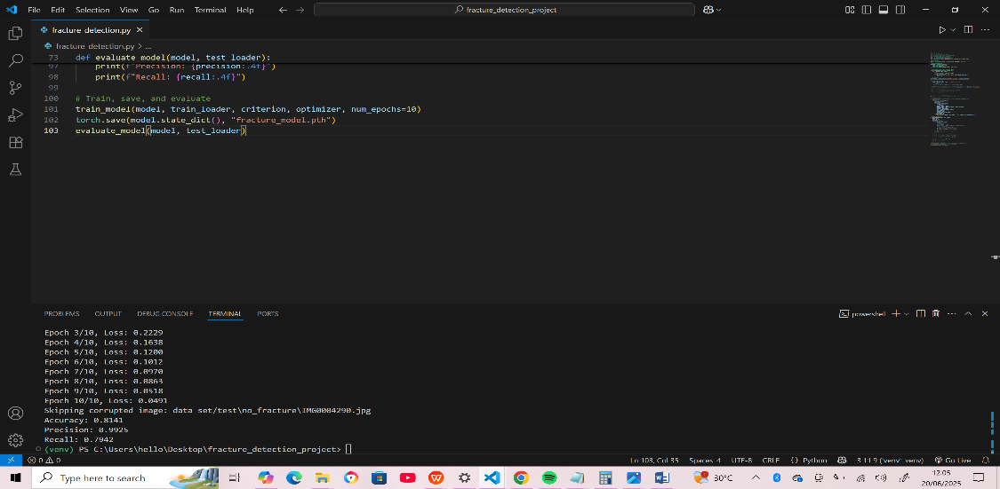 File Edit Selection View Go Run Terminal Help
fracture_detection_project
fracture_detection.py
fracture_detection.py > ...
73 def evaluate_model(model, test_loader):
97 print(f"Precision: {precision:.4f}")
98 print(f"Recall: {recall:.4f}")
99
100 # Train, save, and evaluate
101 train_model(model, train_loader, criterion, optimizer, num_epochs=10)
102 torch.save(model.state_dict(), "fracture_model.pth")
103 evaluate_model(model, test_loader)
PROBLEMS OUTPUT DEBUG CONSOLE TERMINAL PORTS
powershell
Epoch 3/10, Loss: 0.2229
Epoch 4/10, Loss: 0.1638
Epoch 5/10, Loss: 0.1200
Epoch 6/10, Loss: 0.1012
Epoch 7/10, Loss: 0.0970
Epoch 8/10, Loss: 0.0863
Epoch 9/10, Loss: 0.0518
Epoch 10/10, Loss: 0.0491
Skipping corrupted image: data set/test\no_fracture\IMG0004290.jpg
Accuracy: 0.8141
Precision: 0.9925
Recall: 0.7942
(venv) PS C:\Users\hello\Desktop\fracture_detection_project>
0 0 Ln 103, Col 35 Spaces: 4 UTF-8 CRLF {} Python 3.11.9 ('venv': venv) Go Live
Type here to search
30°C
12:05
20/06/2025